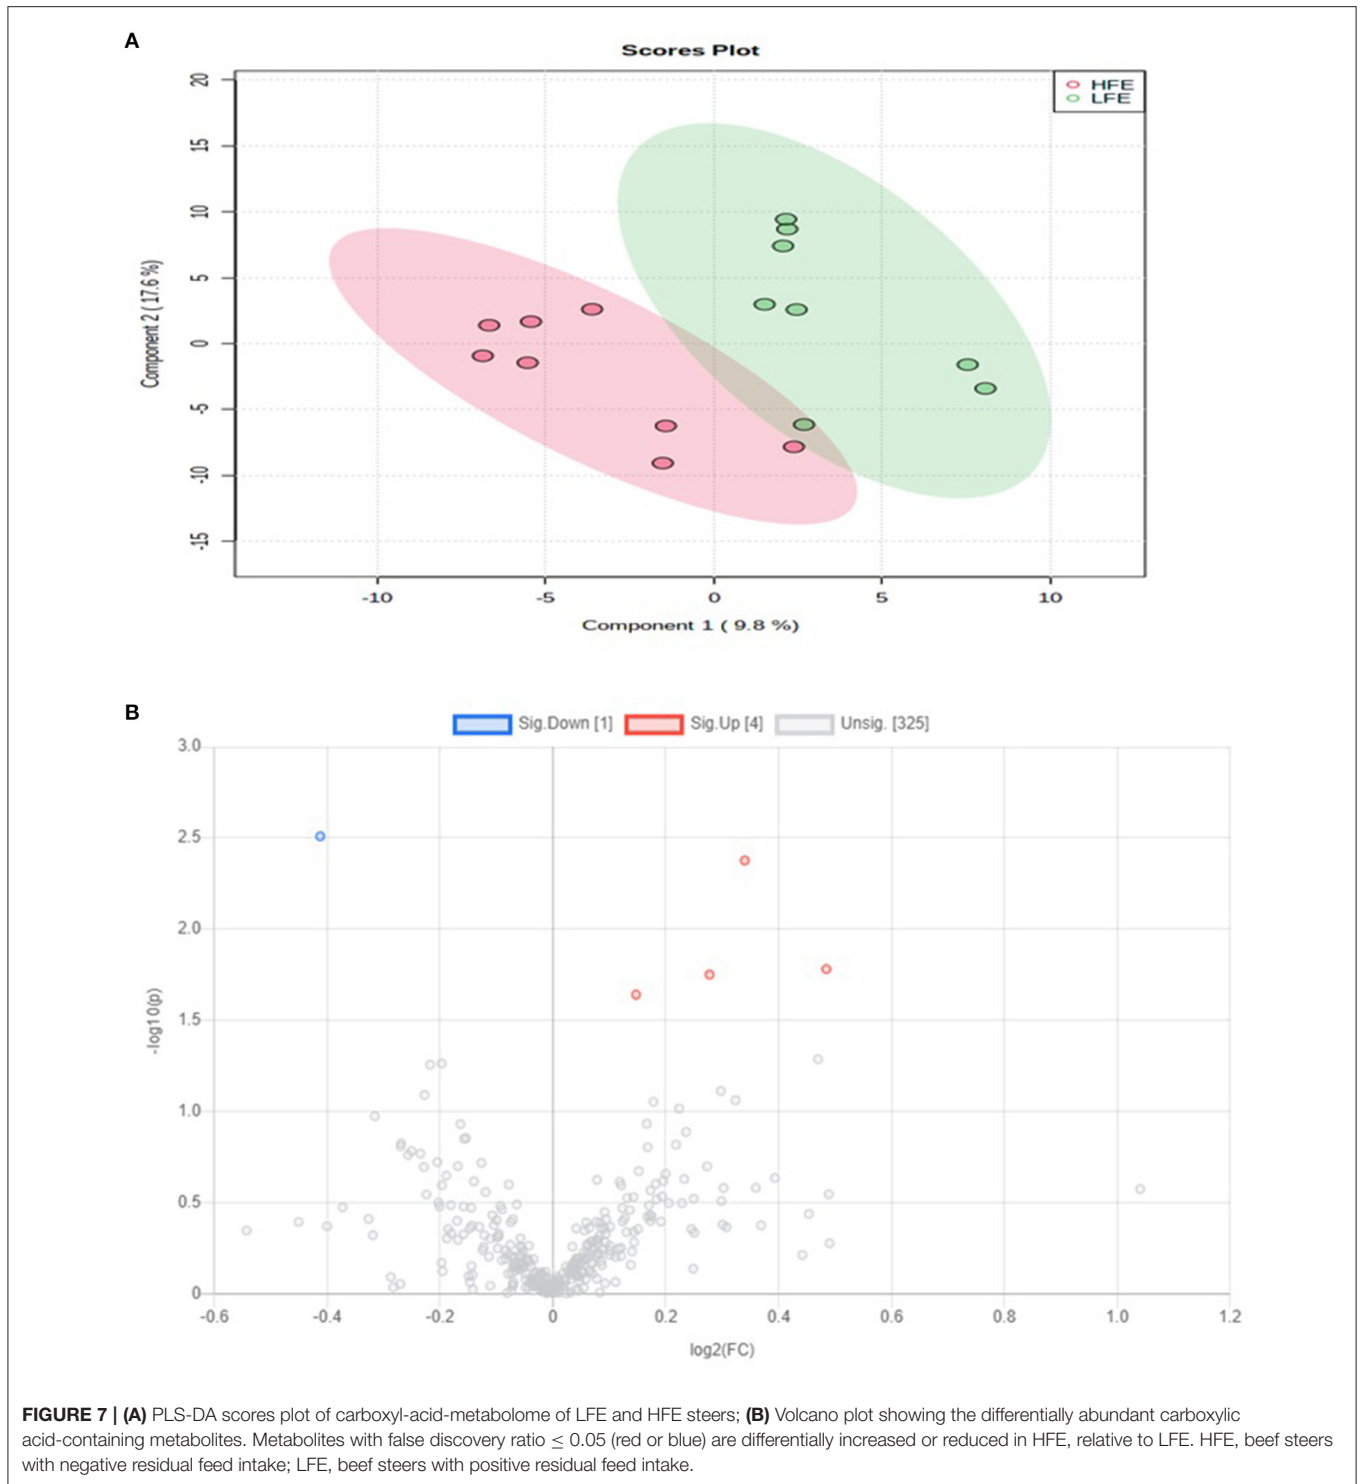 A
Scores Plot
HFE
LFE
20
15
10
5
0
-5
-10
-15
Component 2 ( 17.6 %)
-10 -5 0 5 10
Component 1 ( 9.8 %)
B
Sig.Down [1] Sig.Up [4] Unsig. [325]
3.0
2.5
2.0
1.5
1.0
0.5
0
-log10(p)
-0.6 -0.4 -0.2 0 0.2 0.4 0.6 0.8 1.0 1.2
log2(FC)
FIGURE 7 | (A) PLS-DA scores plot of carboxyl-acid-metabolome of LFE and HFE steers; (B) Volcano plot showing the differentially abundant carboxylic
acid-containing metabolites. Metabolites with false discovery ratio ≤ 0.05 (red or blue) are differentially increased or reduced in HFE, relative to LFE. HFE, beef steers
with negative residual feed intake; LFE, beef steers with positive residual feed intake.